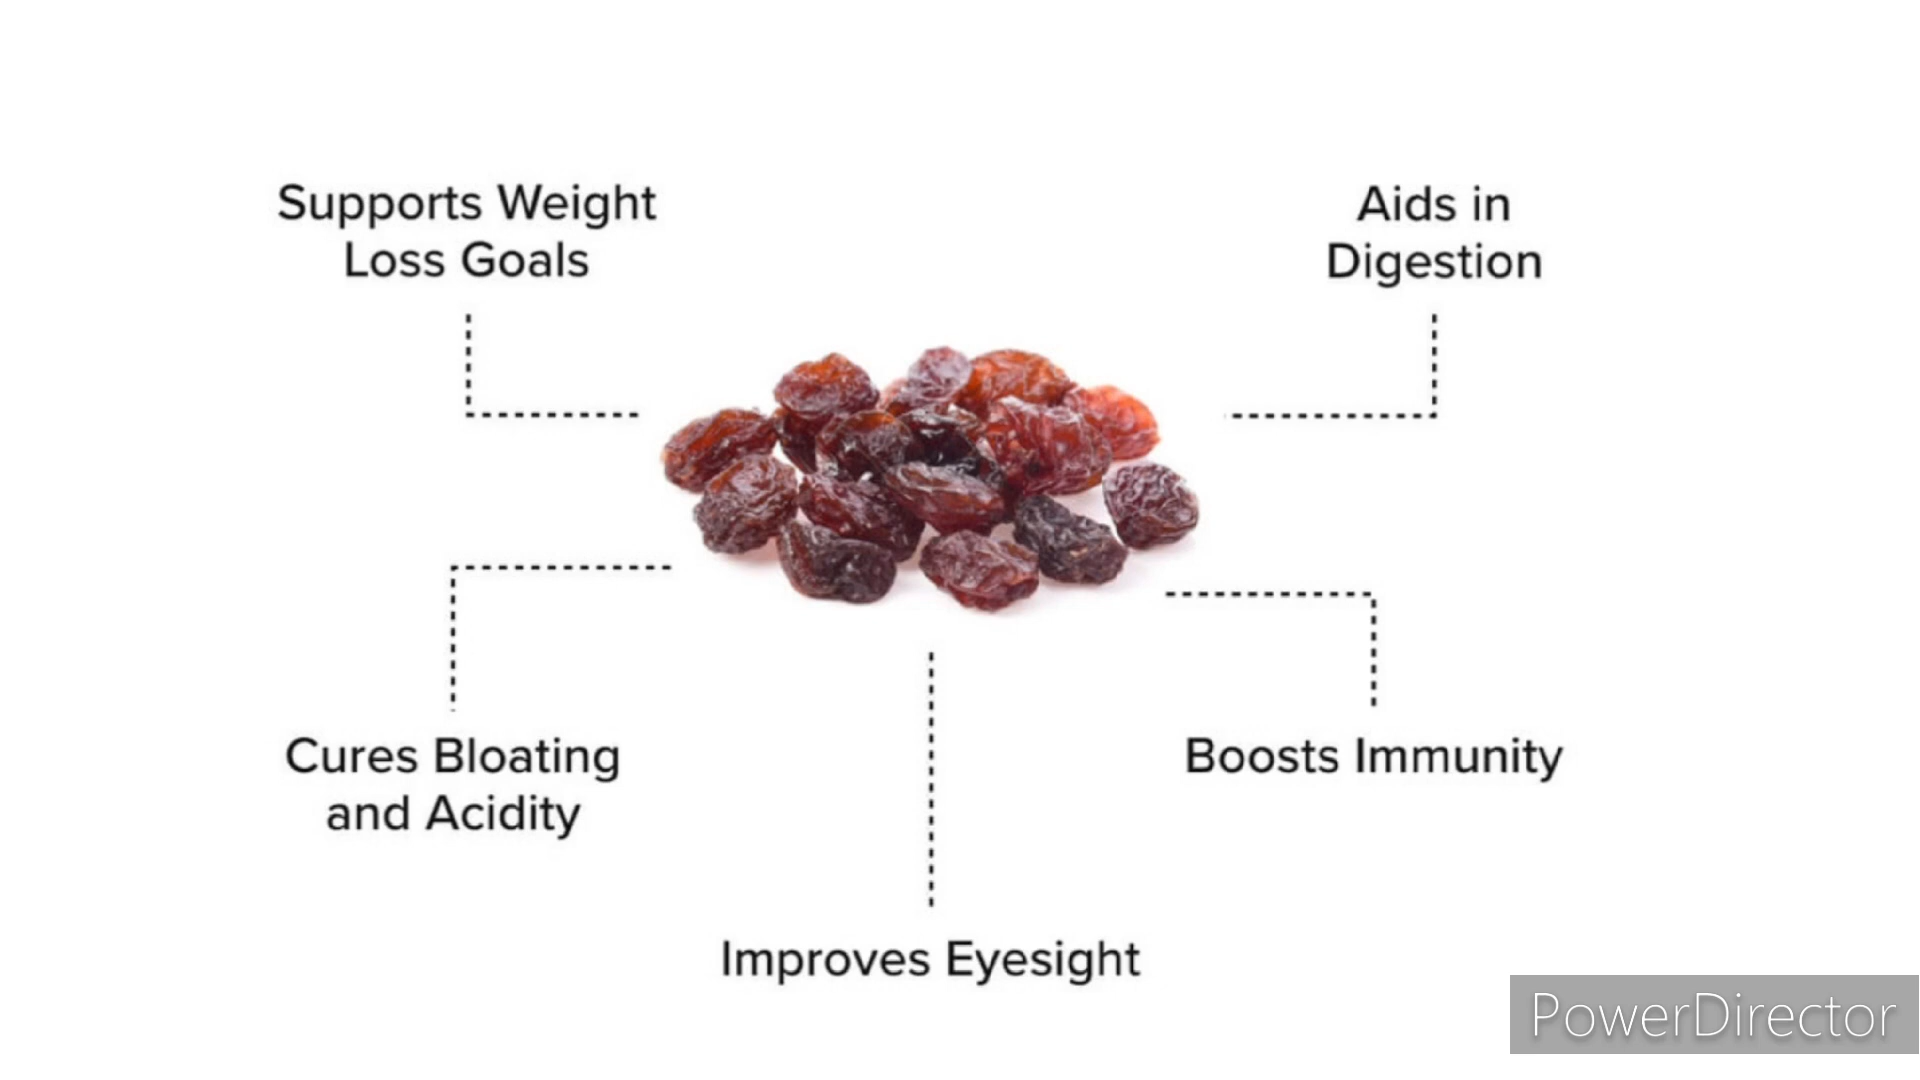 Supports Weight
Loss Goals
Aids in
Digestion
Cures Bloating
and Acidity
Boosts Immunity
Improves Eyesight
PowerDirector